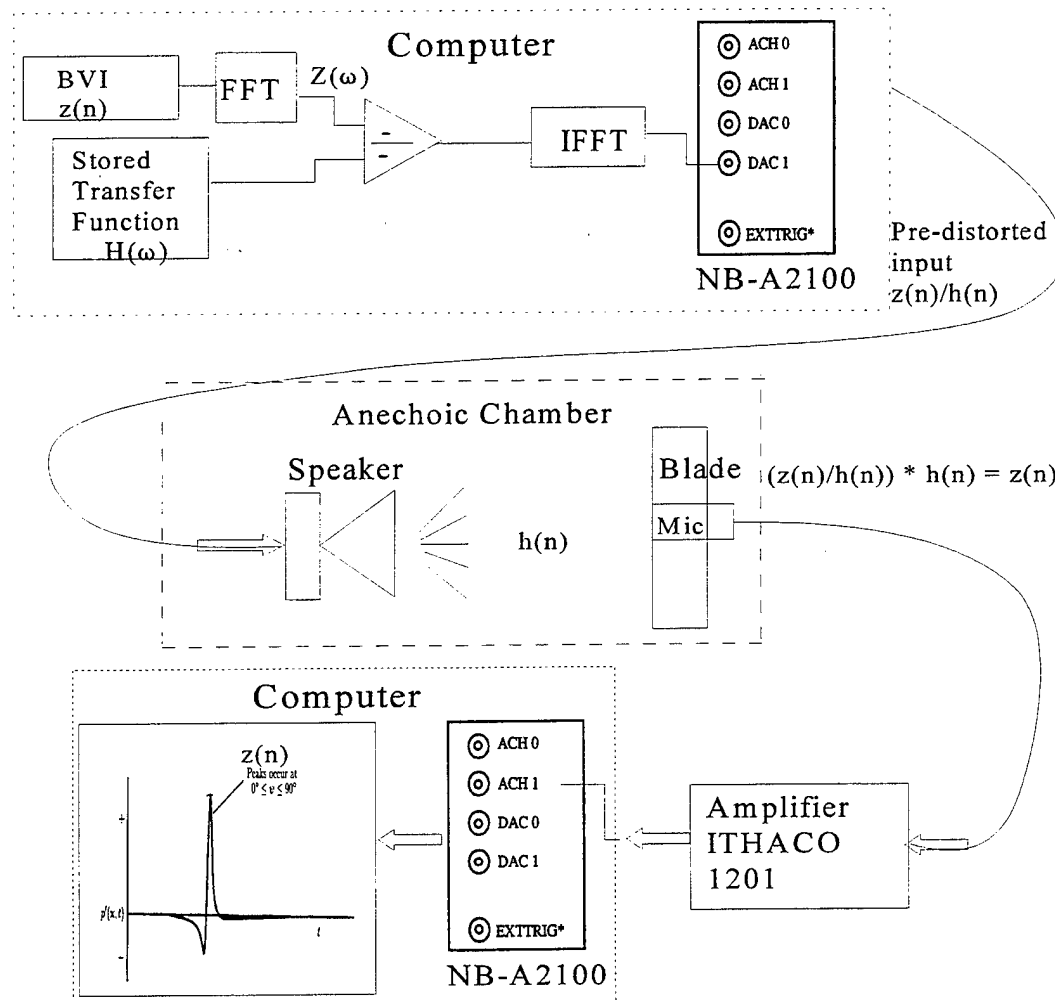 Computer
BVI
z(n)
FFT
Z(ω)
Stored
Transfer
Function
H(ω)
-
-
IFFT
ACH 0
ACH 1
DAC 0
DAC 1
EXTTRIG*
NB-A2100
Pre-distorted
input
z(n)/h(n)
Anechoic Chamber
Speaker
h(n)
Blade
Mic
(z(n)/h(n)) * h(n) = z(n)
Computer
z(n)
Peaks occur at
0° ≤ ψ ≤ 90°
+
p'(x, t)
t
-
ACH 0
ACH 1
DAC 0
DAC 1
EXTTRIG*
NB-A2100
Amplifier
ITHACO
1201